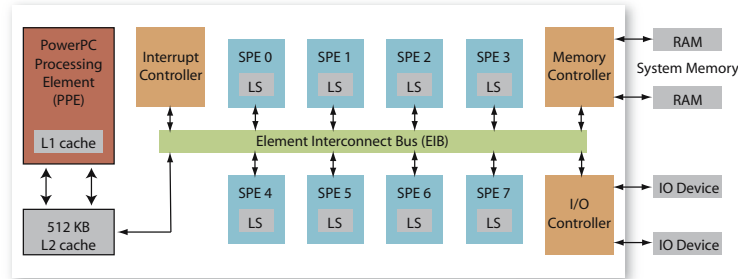 PowerPC
Processing
Element
(PPE)
L1 cache
512 KB
L2 cache
Interrupt
Controller
SPE 0
LS
SPE 1
LS
SPE 2
LS
SPE 3
LS
Memory
Controller
RAM
System Memory
RAM
Element Interconnect Bus (EIB)
SPE 4
LS
SPE 5
LS
SPE 6
LS
SPE 7
LS
I/O
Controller
IO Device
IO Device